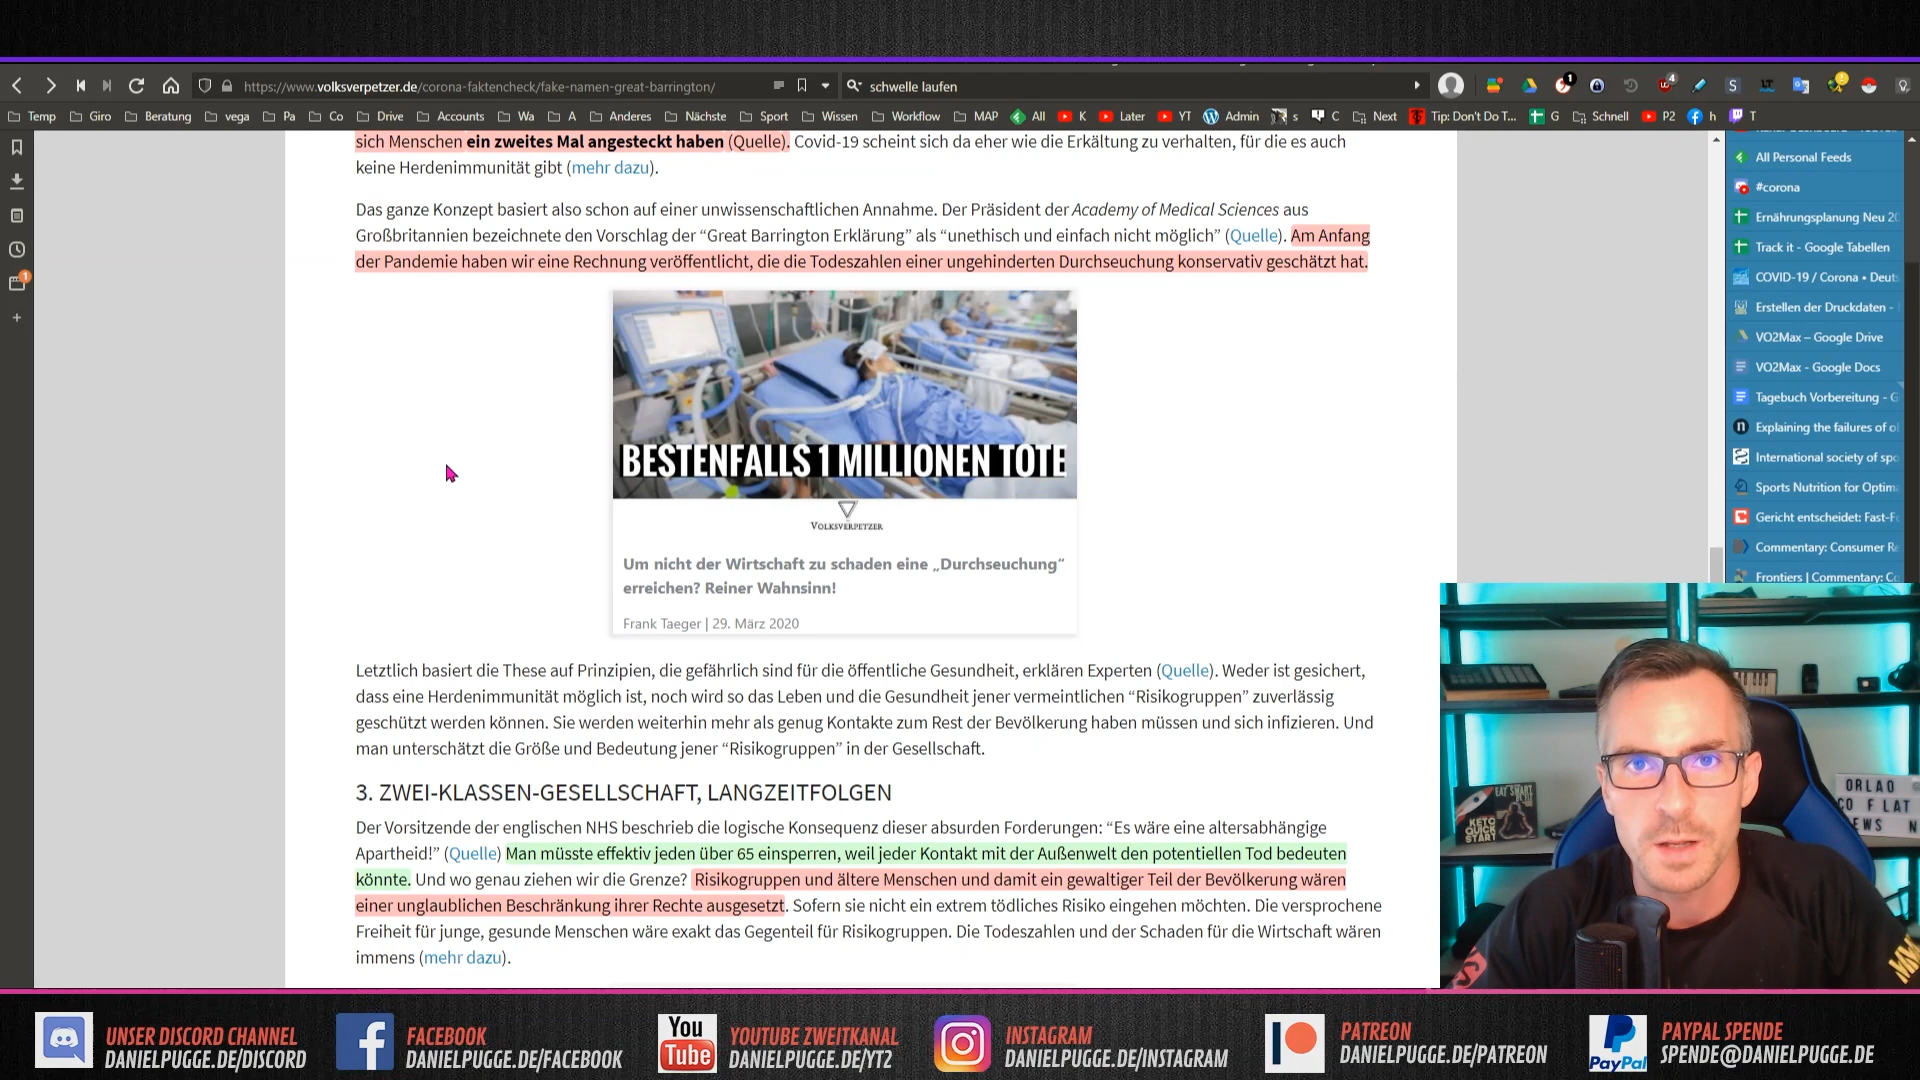 https://www.volksverpetzer.de/corona-faktencheck/fake-namen-great-barrington/
schwelle laufen
1
4
S
LT
Temp Giro Beratung vega Co Pa Drive Accounts Wa A Anderes Nächste Sport Wissen Workflow MAP All K Later YT Admin s C Next Tip: Don't Do T... G Schnell P2 h T
1
sich Menschen ein zweites Mal angesteckt haben (Quelle). Covid-19 scheint sich da eher wie die Erkältung zu verhalten, für die es auch
keine Herdenimmunität gibt (mehr dazu).
Das ganze Konzept basiert also schon auf einer unwissenschaftlichen Annahme. Der Präsident der Academy of Medical Sciences aus
Großbritannien bezeichnete den Vorschlag der “Great Barrington Erklärung” als “unethisch und einfach nicht möglich” (Quelle). Am Anfang
der Pandemie haben wir eine Rechnung veröffentlicht, die die Todeszahlen einer ungehinderten Durchseuchung konservativ geschätzt hat.
BESTENFALLS 1 MILLIONEN TOTE
VOLKSVERPETZER
Um nicht der Wirtschaft zu schaden eine „Durchseuchung“
erreichen? Reiner Wahnsinn!
Frank Taeger | 29. März 2020
Letztlich basiert die These auf Prinzipien, die gefährlich sind für die öffentliche Gesundheit, erklären Experten (Quelle). Weder ist gesichert,
dass eine Herdenimmunität möglich ist, noch wird so das Leben und die Gesundheit jener vermeintlichen “Risikogruppen” zuverlässig
geschützt werden können. Sie werden weiterhin mehr als genug Kontakte zum Rest der Bevölkerung haben müssen und sich infizieren. Und
man unterschätzt die Größe und Bedeutung jener “Risikogruppen” in der Gesellschaft.
3. ZWEI-KLASSEN-GESELLSCHAFT, LANGZEITFOLGEN
Der Vorsitzende der englischen NHS beschrieb die logische Konsequenz dieser absurden Forderungen: “Es wäre eine altersabhängige
Apartheid!” (Quelle) Man müsste effektiv jeden über 65 einsperren, weil jeder Kontakt mit der Außenwelt den potentiellen Tod bedeuten
könnte. Und wo genau ziehen wir die Grenze? Risikogruppen und ältere Menschen und damit ein gewaltiger Teil der Bevölkerung wären
einer unglaublichen Beschränkung ihrer Rechte ausgesetzt. Sofern sie nicht ein extrem tödliches Risiko eingehen möchten. Die versprochene
Freiheit für junge, gesunde Menschen wäre exakt das Gegenteil für Risikogruppen. Die Todeszahlen und der Schaden für die Wirtschaft wären
immens (mehr dazu).
All Personal Feeds
#corona
Ernährungsplanung Neu 20
Track it - Google Tabellen
COVID-19 / Corona • Deut
Erstellen der Druckdaten -
VO2Max – Google Drive
VO2Max - Google Docs
Tagebuch Vorbereitung - G
Explaining the failures of o
International society of spo
Sports Nutrition for Optim
Gericht entscheidet: Fast-F
Commentary: Consumer Re
Frontiers | Commentary: Co
EAT SMART
KETO
QUICK
START
ORLAO
CO FLAT
EWS N
UNSER DISCORD CHANNEL
DANIELPUGGE.DE/DISCORD
FACEBOOK
DANIELPUGGE.DE/FACEBOOK
You
Tube
YOUTUBE ZWEITKANAL
DANIELPUGGE.DE/YT2
INSTAGRAM
DANIELPUGGE.DE/INSTAGRAM
PATREON
DANIELPUGGE.DE/PATREON
PayPal
PAYPAL SPENDE
SPENDE@DANIELPUGGE.DE